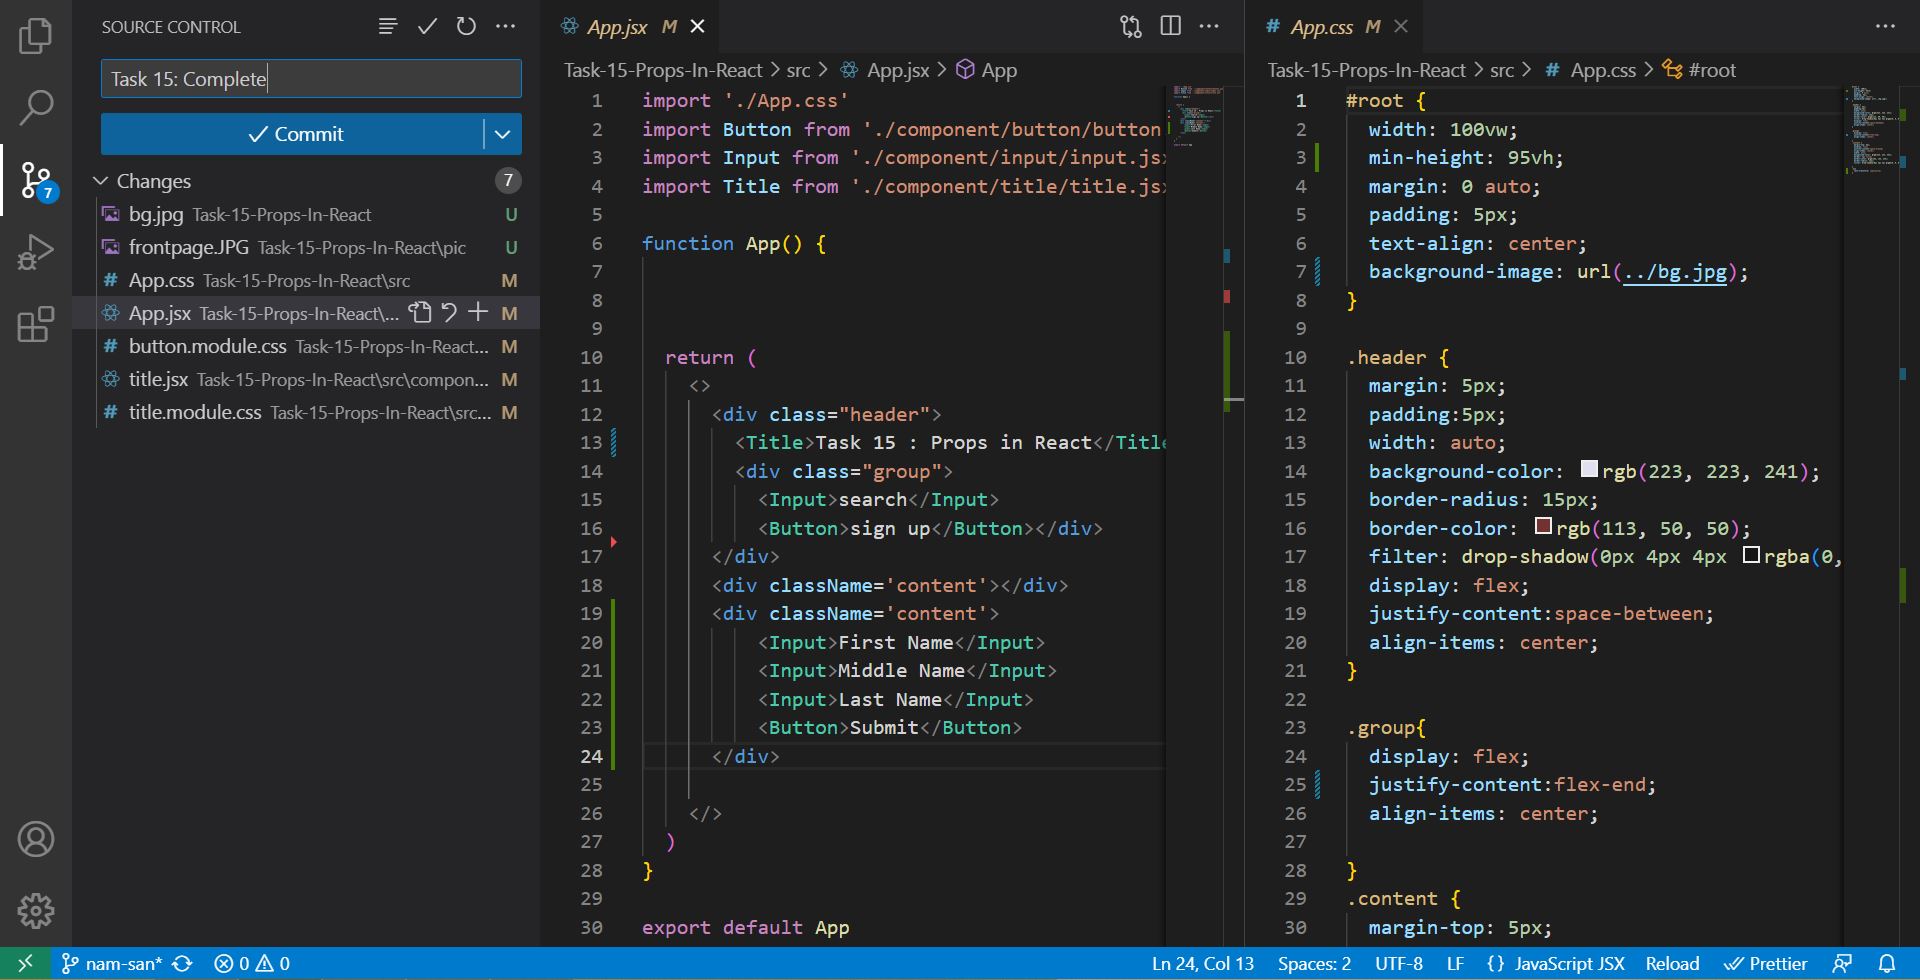 SOURCE CONTROL
Task 15: Complete
Commit
Changes 7
bg.jpg Task-15-Props-In-React U
frontpage.JPG Task-15-Props-In-React\pic U
App.css Task-15-Props-In-React\src M
App.jsx Task-15-Props-In-React\... M
button.module.css Task-15-Props-In-React... M
title.jsx Task-15-Props-In-React\src\compon... M
title.module.css Task-15-Props-In-React\src... M
7
App.jsx M
Task-15-Props-In-React > src > App.jsx > App
1 import './App.css'
2 import Button from './component/button/button
3 import Input from './component/input/input.jsx
4 import Title from './component/title/title.jsx
5
6 function App() {
7
8
9
10 return (
11 <>
12 <div class="header">
13 <Title>Task 15 : Props in React</Title
14 <div class="group">
15 <Input>search</Input>
16 <Button>sign up</Button></div>
17 </div>
18 <div className='content'></div>
19 <div className='content'>
20 <Input>First Name</Input>
21 <Input>Middle Name</Input>
22 <Input>Last Name</Input>
23 <Button>Submit</Button>
24 </div>
25
26 </>
27 )
28 }
29
30 export default App
# App.css M
Task-15-Props-In-React > src > # App.css > #root
1 #root {
2 width: 100vw;
3 min-height: 95vh;
4 margin: 0 auto;
5 padding: 5px;
6 text-align: center;
7 background-image: url(../bg.jpg);
8 }
9
10 .header {
11 margin: 5px;
12 padding:5px;
13 width: auto;
14 background-color: rgb(223, 223, 241);
15 border-radius: 15px;
16 border-color: rgb(113, 50, 50);
17 filter: drop-shadow(0px 4px 4px rgba(0,
18 display: flex;
19 justify-content:space-between;
20 align-items: center;
21 }
22
23 .group{
24 display: flex;
25 justify-content:flex-end;
26 align-items: center;
27
28 }
29 .content {
30 margin-top: 5px;
nam-san* 0 0
Ln 24, Col 13 Spaces: 2 UTF-8 LF {} JavaScript JSX Reload Prettier